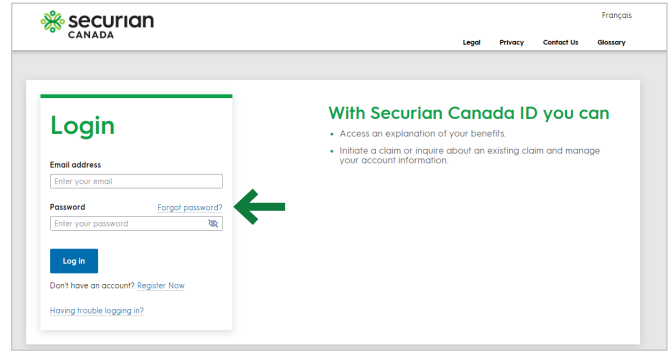 Français
securian
CANADA
Legal Privacy Contact Us Glossary
Login
Email address
Enter your email
Password Forgot password?
Enter your password
Log in
Don't have an account? Register Now
Having trouble logging in?
With Securian Canada ID you can
• Access an explanation of your benefits.
• Initiate a claim or inquire about an existing claim and manage
your account information.